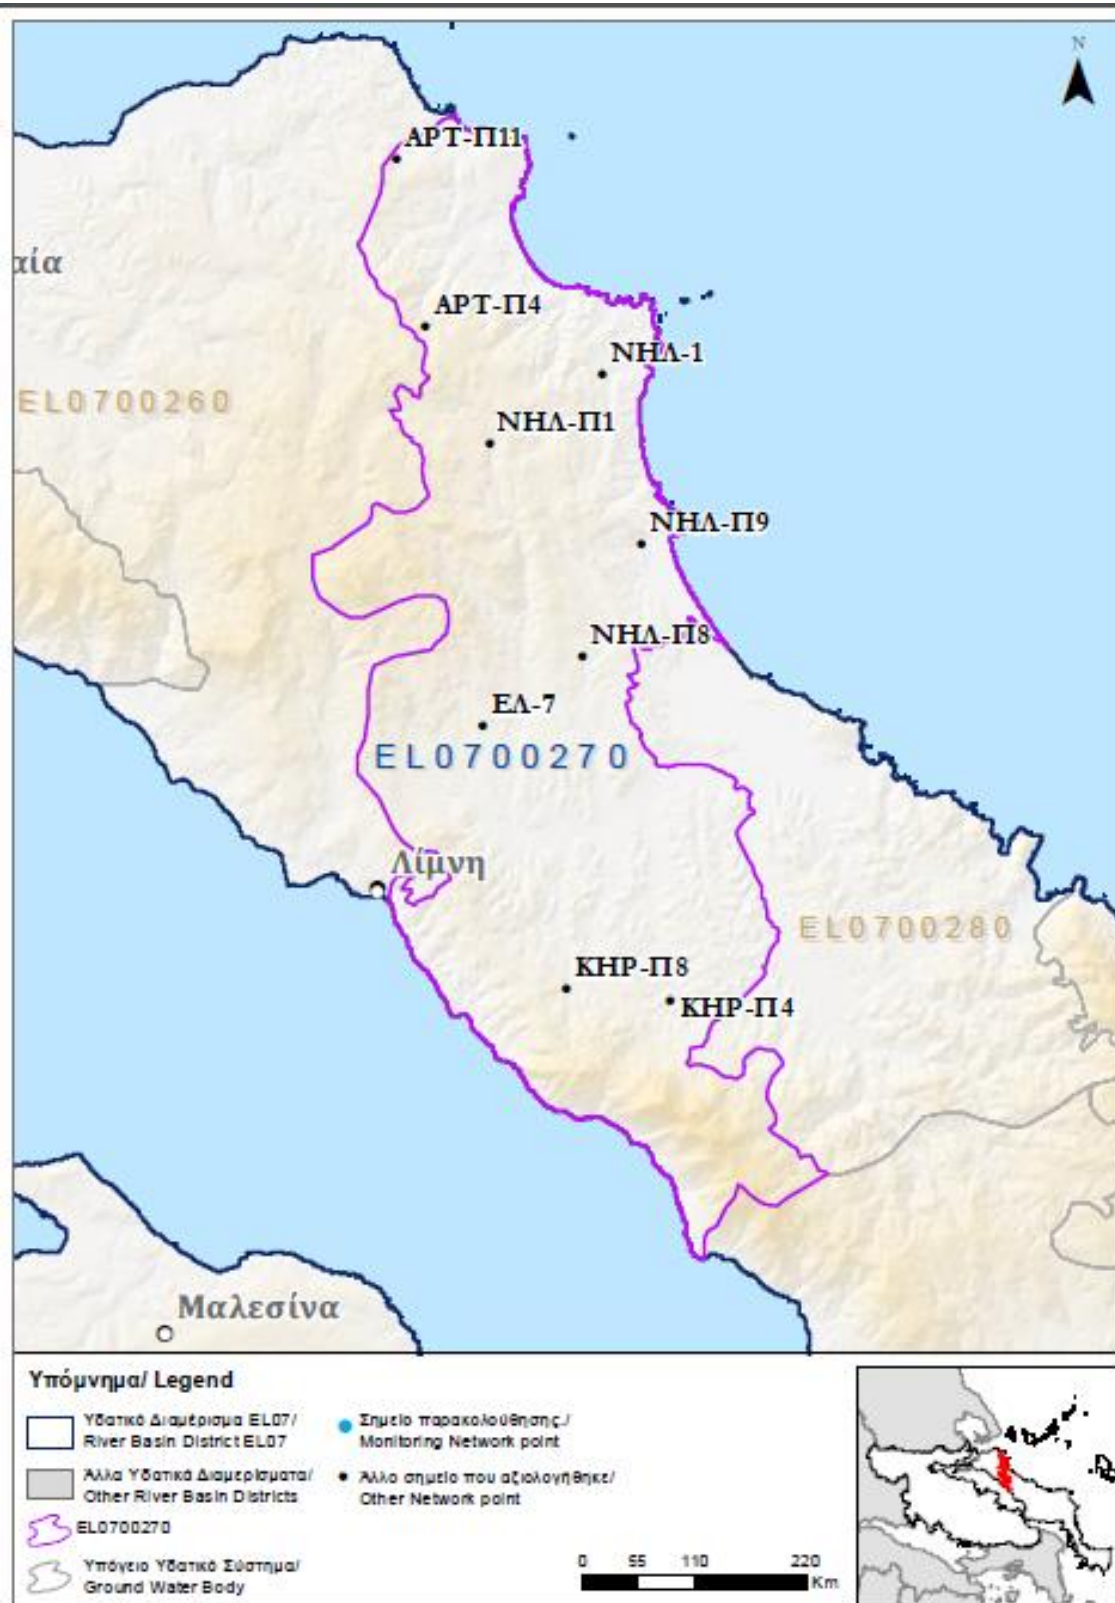 N
ΑΡΤ-Π11
αία
ΑΡΤ-Π4
ΝΗΛ-1
EL0700260
ΝΗΛ-Π1
ΝΗΛ-Π9
ΝΗΛ-Π8
ΕΛ-7
EL0700270
Λίμνη
EL0700280
ΚΗΡ-Π8
ΚΗΡ-Π4
Μαλεσίνα
Υπόμνημα/ Legend
Υδατικό Διαμέρισμα EL07/
River Basin District EL07
Άλλα Υδατικά Διαμερίσματα/
Other River Basin Districts
EL0700270
Υπόγειο Υδατικό Σύστημα/
Ground Water Body
Σημείο παρακολούθησης./
Monitoring Network point
Άλλο σημείο που αξιολογήθηκε/
Other Network point
0 55 110 220
Km